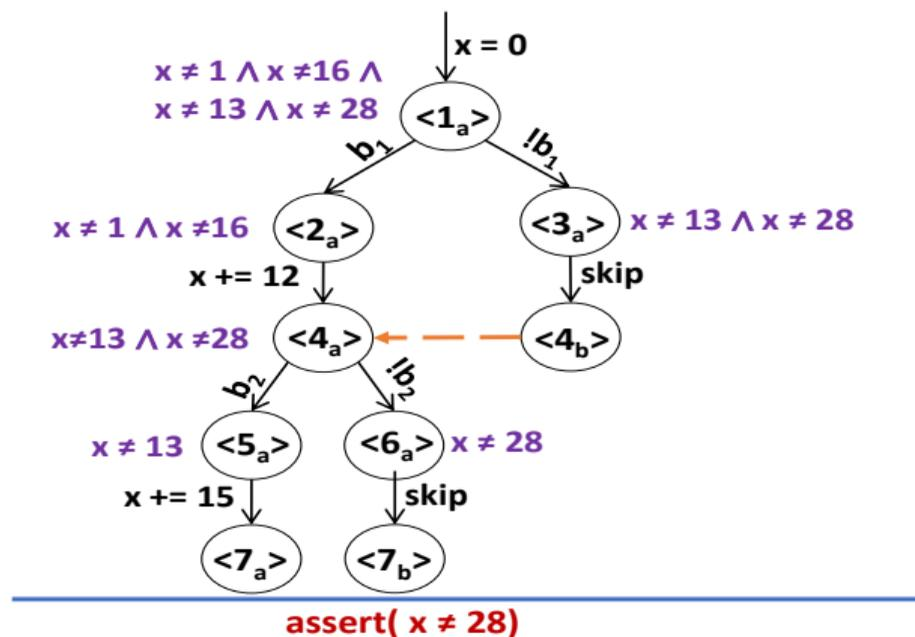 x = 0
x ≠ 1 ∧ x ≠16 ∧
x ≠ 13 ∧ x ≠ 28
<1a>
b1
!b1
x ≠ 1 ∧ x ≠16
<2a>
<3a>
x ≠ 13 ∧ x ≠ 28
x += 12
skip
x≠13 ∧ x ≠28
<4a>
<4b>
b2
!b2
x ≠ 13
<5a>
<6a>
x ≠ 28
x += 15
skip
<7a>
<7b>
assert( x ≠ 28)